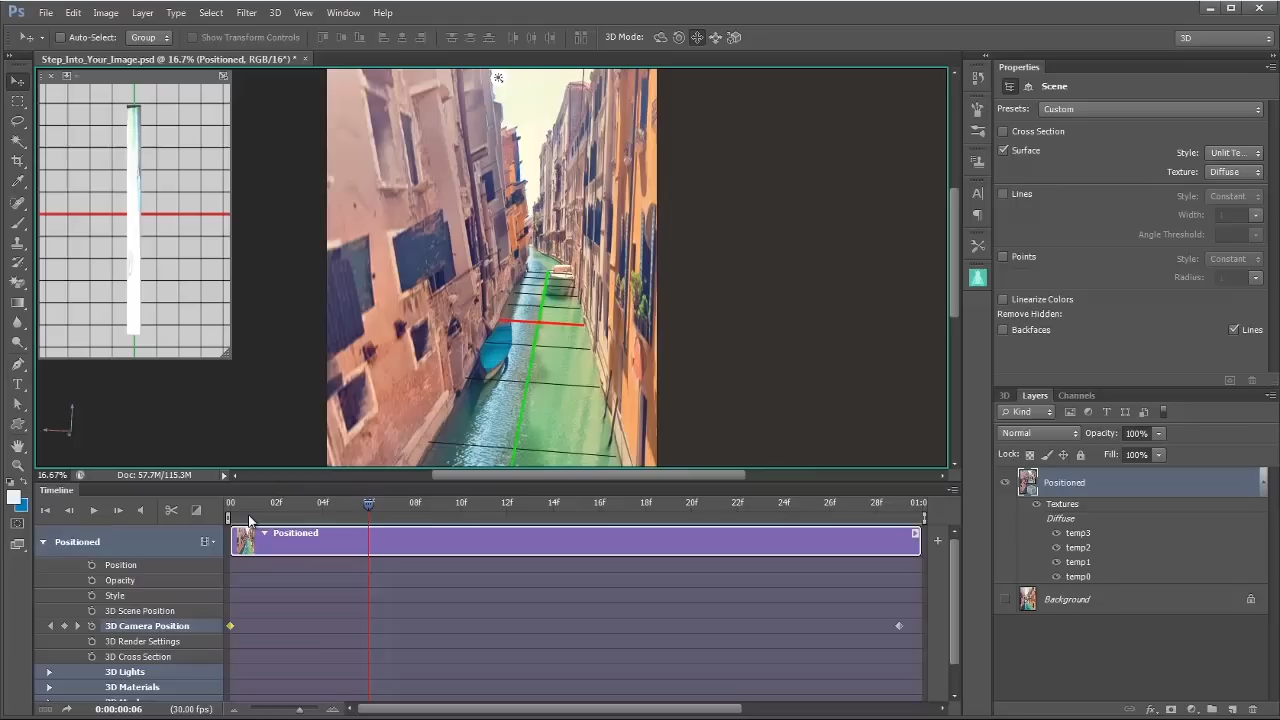 Ps File Edit Image Layer Type Select Filter 3D View Window Help
Auto-Select: Group Show Transform Controls 3D Mode: 3D
Step_Into_Your_Image.psd @ 16.7% (Positioned, RGB/16*) * ×
Properties
Scene
Presets: Custom
Cross Section
Surface Style: Unlit Te...
Texture: Diffuse
Lines Style: Constant
Width: 1
Angle Threshold:
Points Style: Constant
Radius: 1
Linearize Colors
Remove Hidden:
Backfaces Lines
3D Layers Channels
Kind
Normal Opacity: 100%
Lock: Fill: 100%
Positioned
Textures
Diffuse
temp3
temp2
temp1
temp0
Background
16.67% Doc: 57.7M/115.3M
Timeline
00 02F 04F 06f 08f 10f 12f 14f 16f 18f 20f 22f 24f 26f 28f 01:0
Positioned Positioned
Position
Opacity
Style
3D Scene Position
3D Camera Position
3D Render Settings
3D Cross Section
3D Lights
3D Materials
0:00:00:06 (30.00 fps)